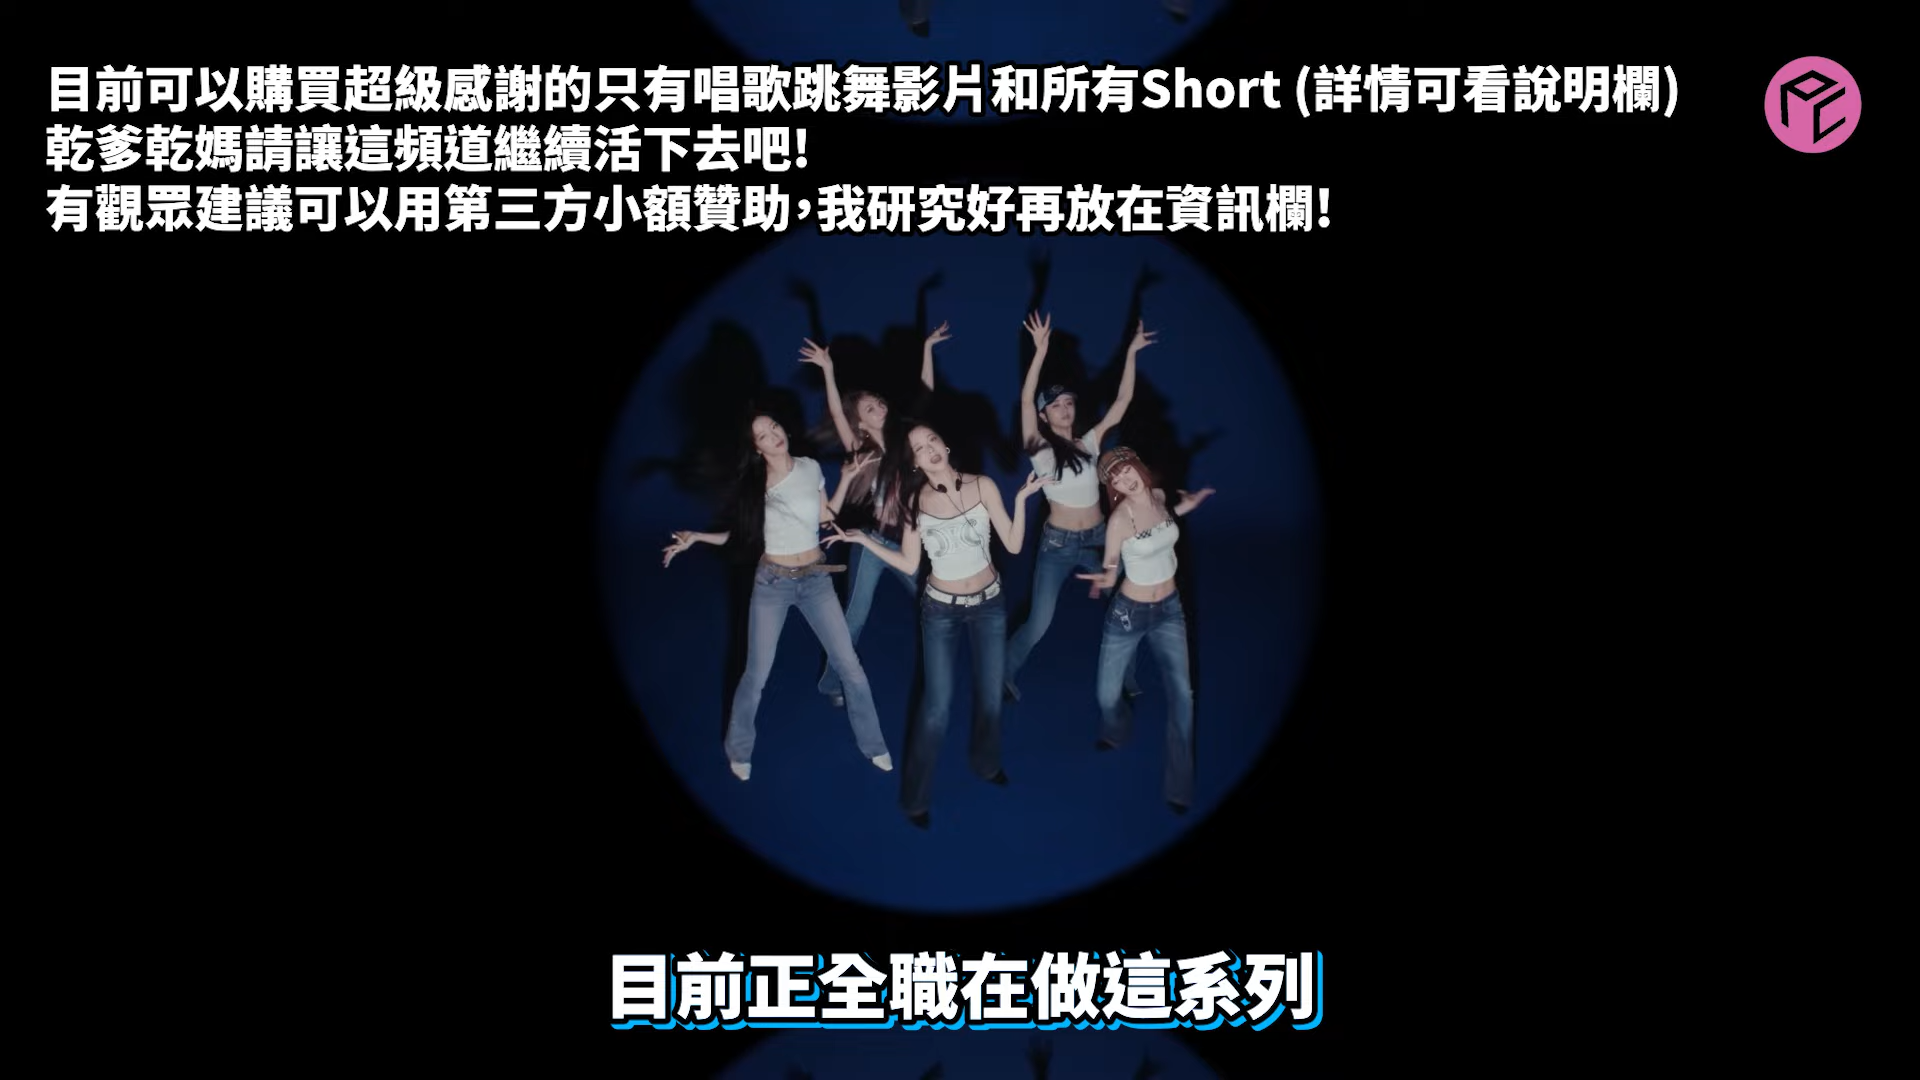 目前可以購買超級感謝的只有唱歌跳舞影片和所有Short (詳情可看說明欄)
乾爹乾媽請讓這頻道繼續活下去吧!
有觀眾建議可以用第三方小額贊助,我研究好再放在資訊欄!
目前正全職在做這系列